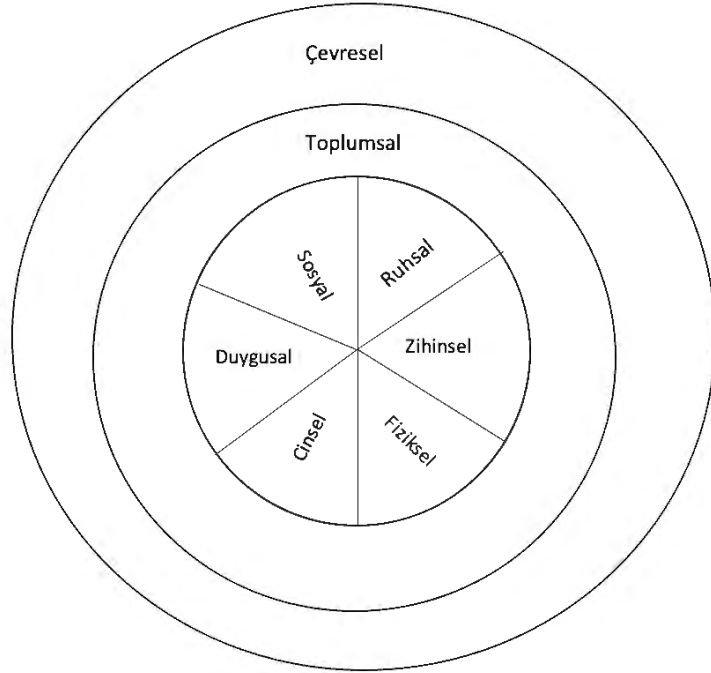 Çevresel
Toplumsal
Sosyal
Ruhsal
Duygusal
Zihinsel
Cinsel
Fiziksel